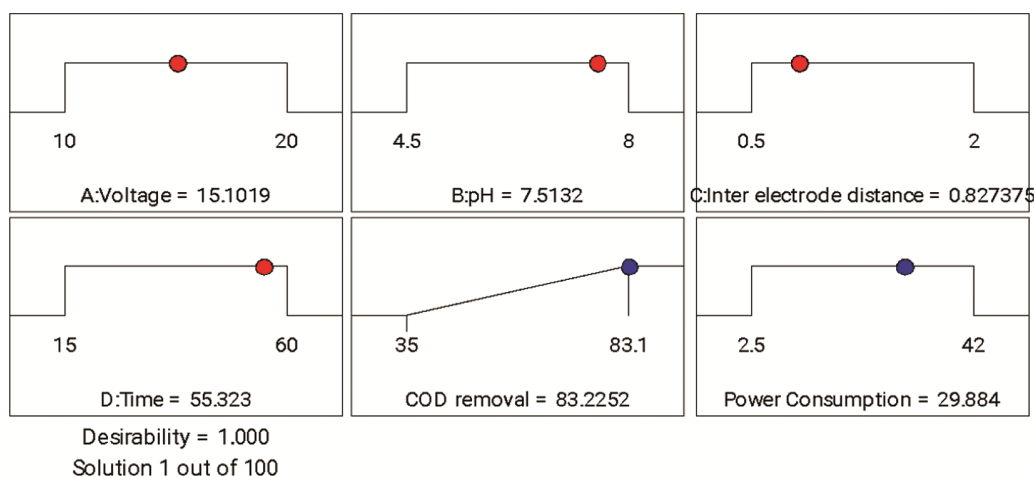 10 20
A:Voltage = 15.1019
4.5 8
B:pH = 7.5132
0.5 2
C:Inter electrode distance = 0.827375
15 60
D:Time = 55.323
35 83.1
COD removal = 83.2252
2.5 42
Power Consumption = 29.884
Desirability = 1.000
Solution 1 out of 100